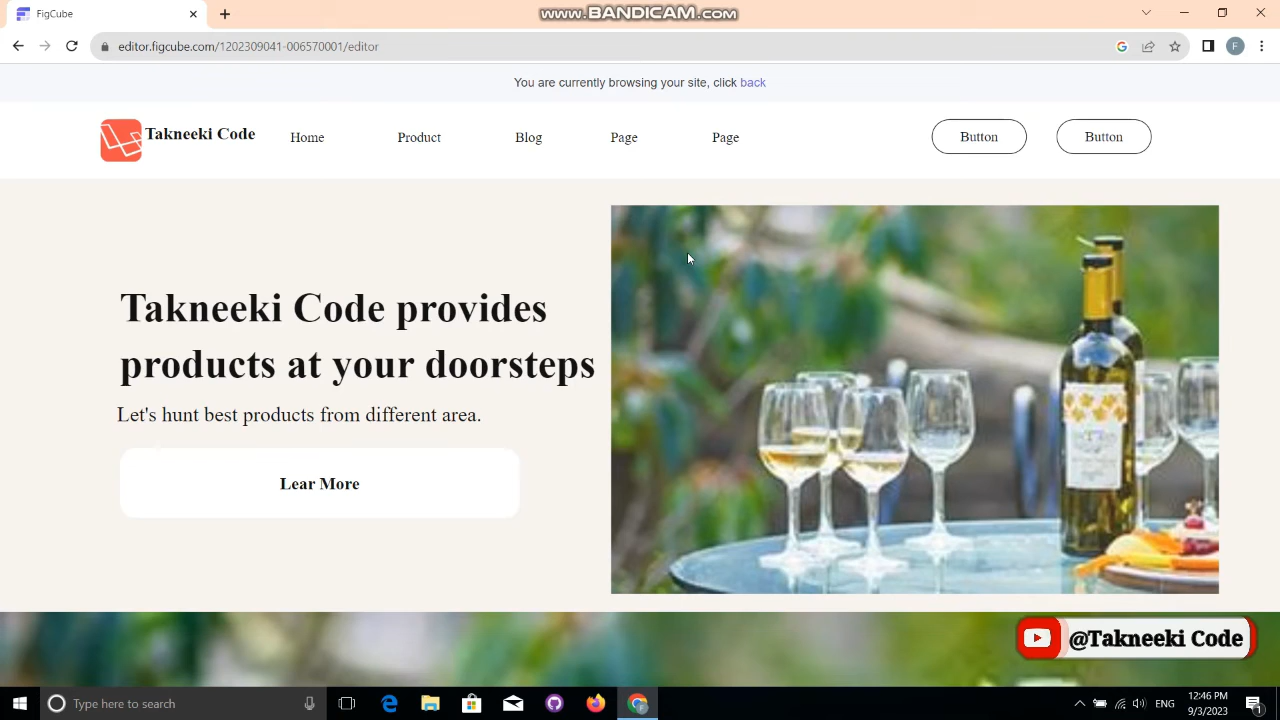 FigCube
www.BANDICAM.com
editor.figcube.com/1202309041-006570001/editor
F
You are currently browsing your site, click back
Takneeki Code
Home
Product
Blog
Page
Page
Button
Button
Takneeki Code provides
products at your doorsteps
Let's hunt best products from different area.
Lear More
@Takneeki Code
Type here to search
ENG
12:46 PM
9/3/2023
1